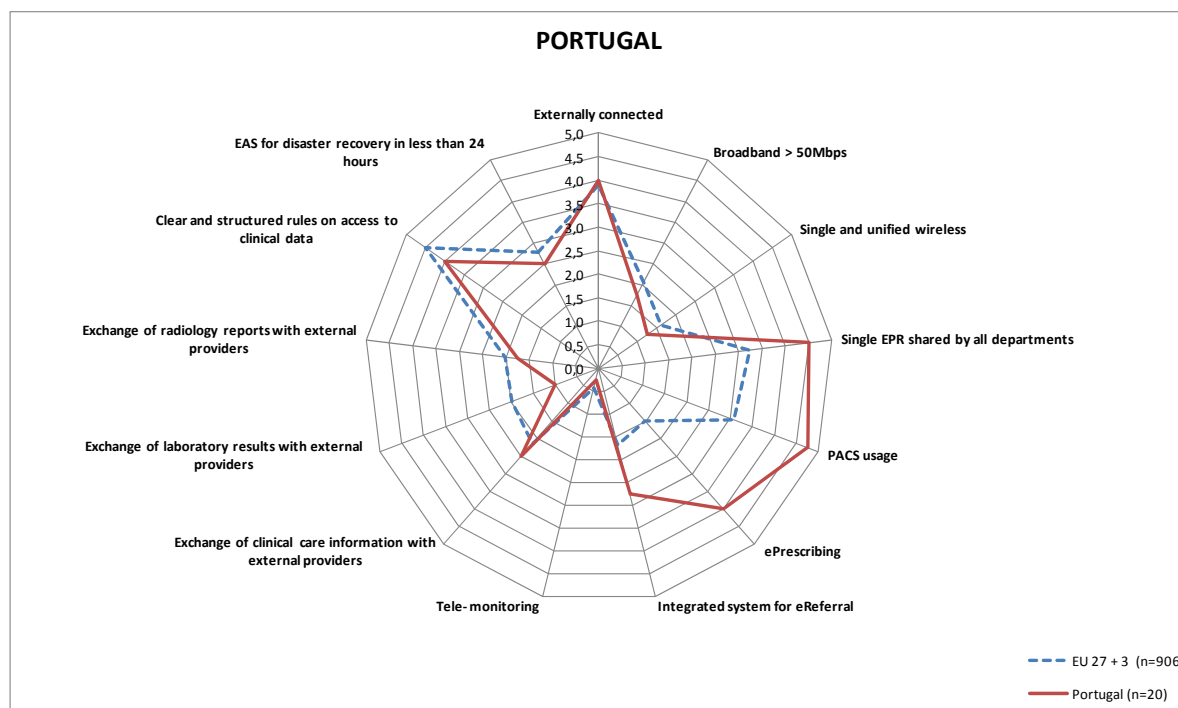 PORTUGAL
Externally connected
Broadband > 50Mbps
Single and unified wireless
Single EPR shared by all departments
PACS usage
ePrescribing
Integrated system for eReferral
Tele- monitoring
Exchange of clinical care information with
external providers
Exchange of laboratory results with external
providers
Exchange of radiology reports with external
providers
Clear and structured rules on access to
clinical data
EAS for disaster recovery in less than 24
hours
5,0
4,5
4,0
3,5
3,0
2,5
2,0
1,5
1,0
0,5
0,0
EU 27 + 3 (n=906
Portugal (n=20)